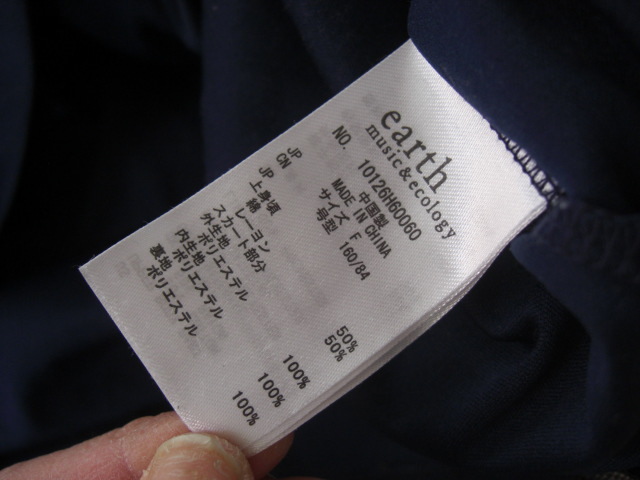 earth
music&ecology
NO. 10126H60060
中国製
MADE IN CHINA
JP サイズ F
CN 号型 160/84
JP
上身頃
綿 50%
レーヨン 50%
スカート部分
外生地 ポリエステル 100%
内生地 ポリエステル 100%
裏地 ポリエステル 100%